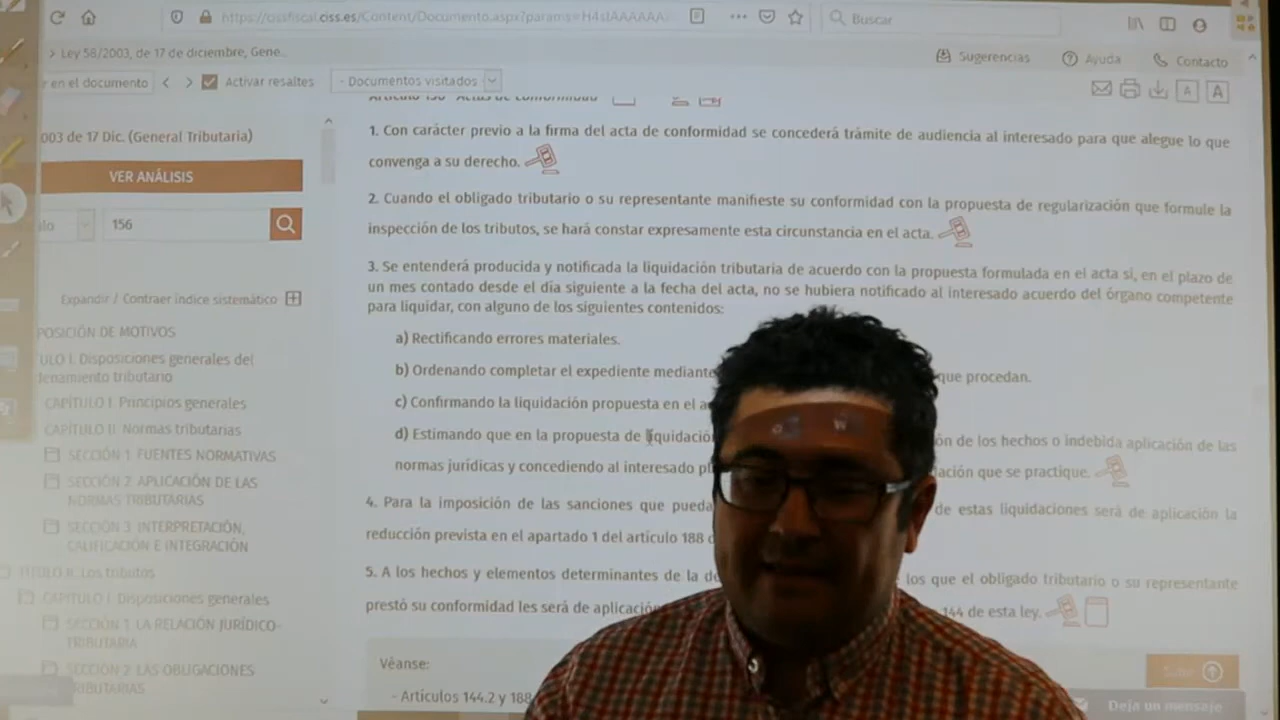 https://cissfiscal.ciss.es/Content/Documento.aspx?params=H4sIAAAAAA
Buscar
> Ley 58/2003, de 17 de diciembre, Gene...
Sugerencias
Ayuda
Contacto
r en el documento
Activar resaltes
- Documentos visitados
A
A
003 de 17 Dic. (General Tributaria)
VER ANÁLISIS
156
Expandir / Contraer índice sistemático
POSICIÓN DE MOTIVOS
ULO I. Disposiciones generales del
denamiento tributario
CAPÍTULO I. Principios generales
CAPÍTULO II. Normas tributarias
SECCIÓN 1. FUENTES NORMATIVAS
SECCIÓN 2. APLICACIÓN DE LAS
NORMAS TRIBUTARIAS
SECCIÓN 3. INTERPRETACIÓN,
CALIFICACIÓN E INTEGRACIÓN
TÍTULO II. Los tributos
CAPÍTULO I. Disposiciones generales
SECCIÓN 1. LA RELACIÓN JURÍDICO-
TRIBUTARIA
SECCIÓN 2. LAS OBLIGACIONES
TRIBUTARIAS
1. Con carácter previo a la firma del acta de conformidad se concederá trámite de audiencia al interesado para que alegue lo que
convenga a su derecho.
2. Cuando el obligado tributario o su representante manifieste su conformidad con la propuesta de regularización que formule la
inspección de los tributos, se hará constar expresamente esta circunstancia en el acta.
3. Se entenderá producida y notificada la liquidación tributaria de acuerdo con la propuesta formulada en el acta si, en el plazo de
un mes contado desde el día siguiente a la fecha del acta, no se hubiera notificado al interesado acuerdo del órgano competente
para liquidar, con alguno de los siguientes contenidos:
a) Rectificando errores materiales.
b) Ordenando completar el expediente mediante que procedan.
c) Confirmando la liquidación propuesta en el a
d) Estimando que en la propuesta de liquidació ón de los hechos o indebida aplicación de las
normas jurídicas y concediendo al interesado pl ación que se practique.
4. Para la imposición de las sanciones que pueda de estas liquidaciones será de aplicación la
reducción prevista en el apartado 1 del artículo 188 d
5. A los hechos y elementos determinantes de la de los que el obligado tributario o su representante
prestó su conformidad les será de aplicación 144 de esta ley.
Véanse:
- Artículos 144.2 y 188
Subir
Deja un mensaje